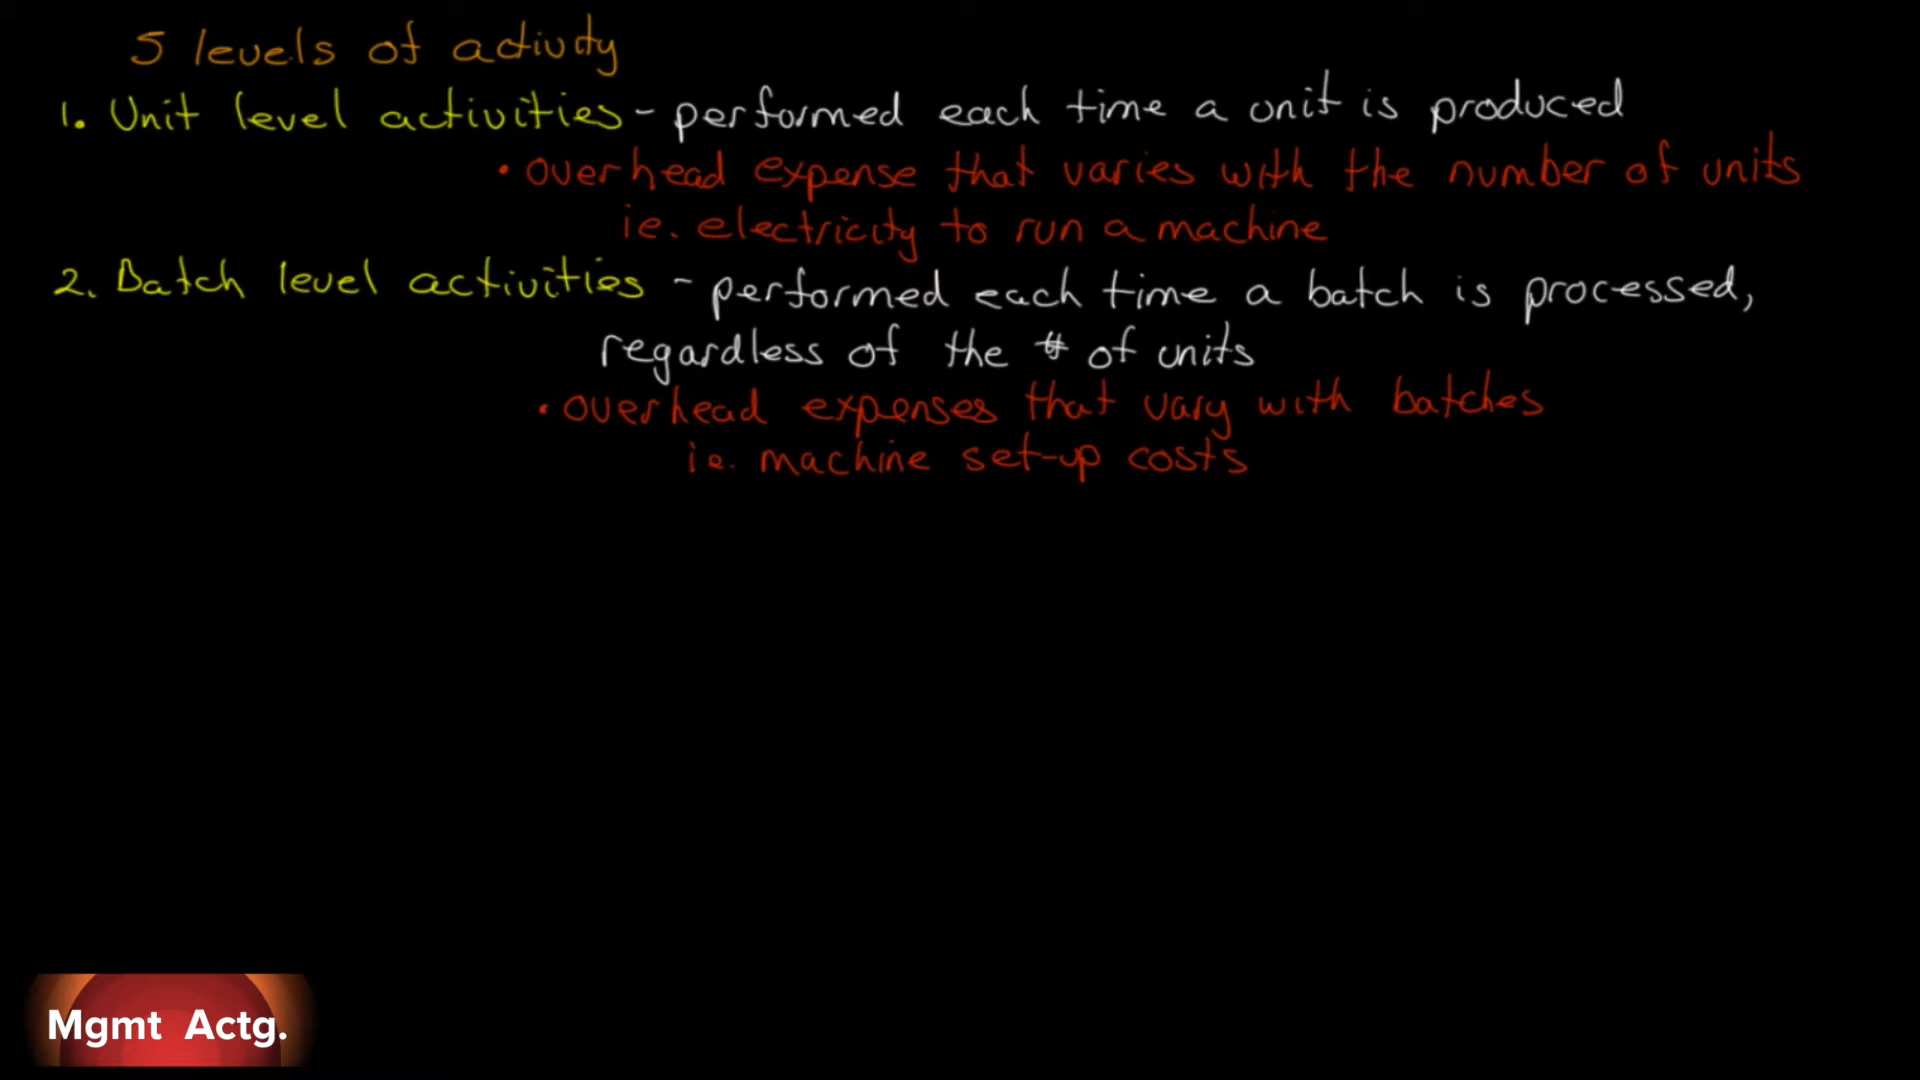 5 levels of activity
1. Unit level activities - performed each time a unit is produced
• overhead expense that varies with the number of units
ie. electricity to run a machine
2. Batch level activities - performed each time a batch is processed,
regardless of the # of units
• overhead expenses that vary with batches
ie. machine set-up costs
Mgmt Actg.